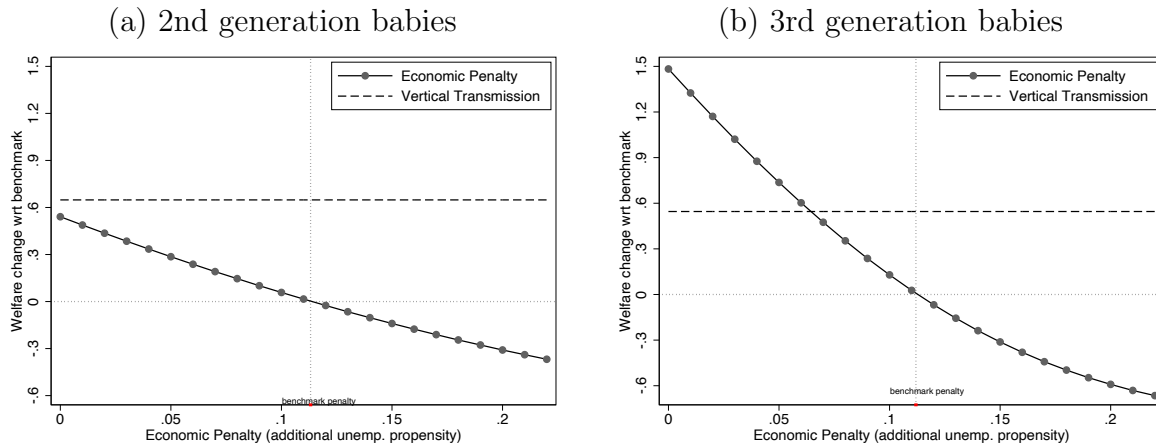 (a) 2nd generation babies
Welfare change wrt benchmark
1.5
1.2
.9
.6
.3
0
-.3
-.6
Economic Penalty
Vertical Transmission
benchmark penalty
0
.05
.1
.15
.2
Economic Penalty (additional unemp. propensity)
(b) 3rd generation babies
Welfare change wrt benchmark
1.5
1.2
.9
.6
.3
0
-.3
-.6
Economic Penalty
Vertical Transmission
benchmark penalty
0
.05
.1
.15
.2
Economic Penalty (additional unemp. propensity)